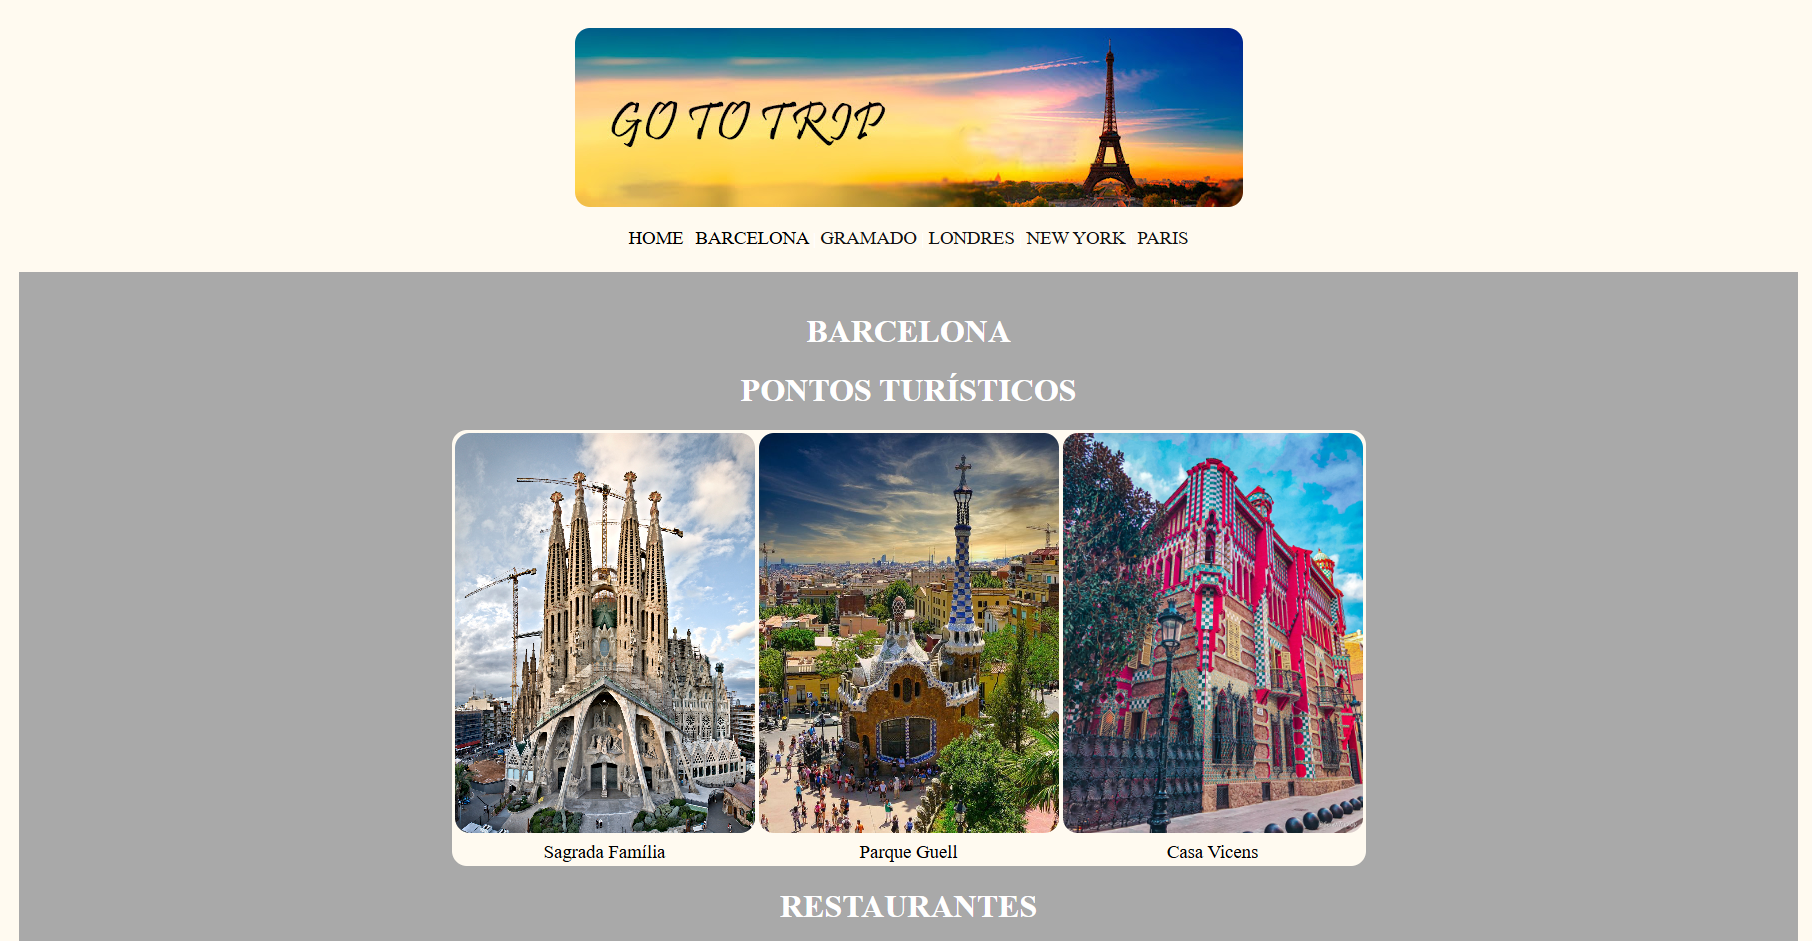 GO TO TRIP
HOME BARCELONA GRAMADO LONDRES NEW YORK PARIS
BARCELONA
PONTOS TURÍSTICOS
Sagrada Família Parque Guell Casa Vicens
RESTAURANTES